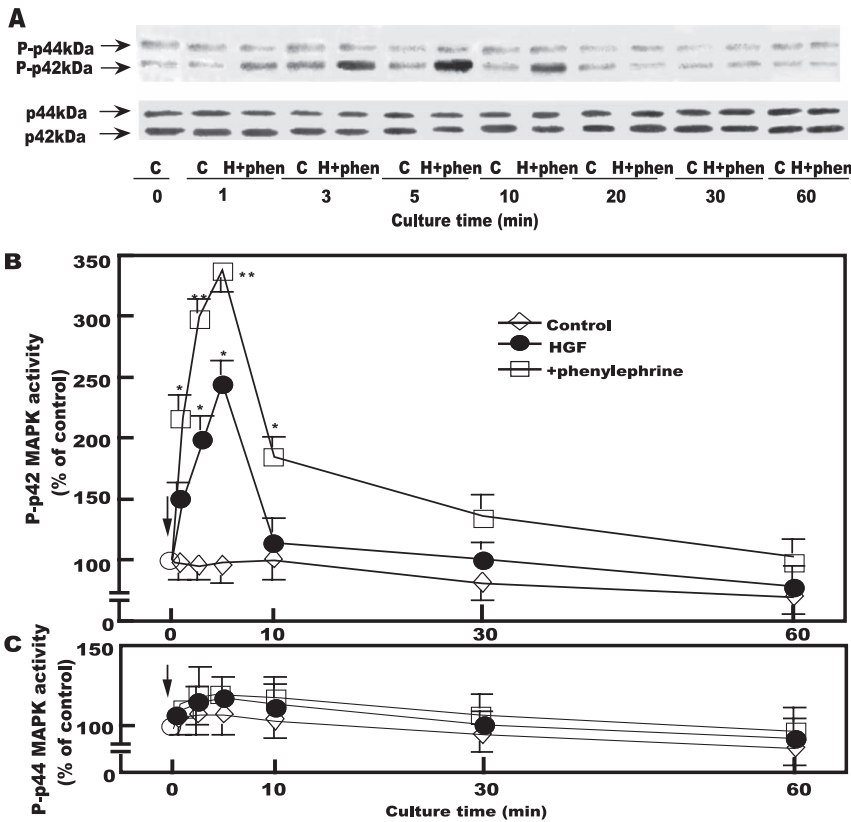 A
P-p44kDa
P-p42kDa
p44kDa
p42kDa
C C H+phen C H+phen C H+phen C H+phen C H+phen C H+phen C H+phen
0 1 3 5 10 20 30 60
Culture time (min)
B
P-p42 MAPK activity
(% of control)
350
300
250
200
150
100
0
** **
* *
* *
Control
HGF
+phenylephrine
0 10 30 60
C
P-p44 MAPK activity
(% of control)
150
100
0
0 10 30 60
Culture time (min)